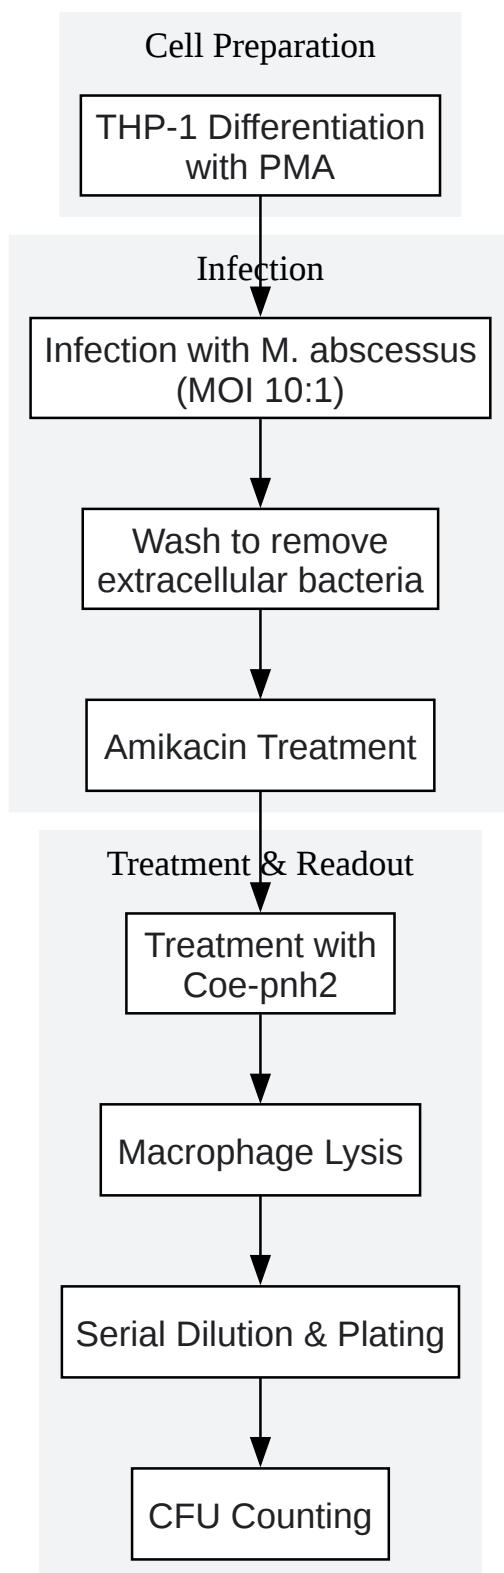 Cell Preparation
THP-1 Differentiation
with PMA
Infection
Infection with M. abscessus
(MOI 10:1)
Wash to remove
extracellular bacteria
Amikacin Treatment
Treatment & Readout
Treatment with
Coe-pnh2
Macrophage Lysis
Serial Dilution & Plating
CFU Counting